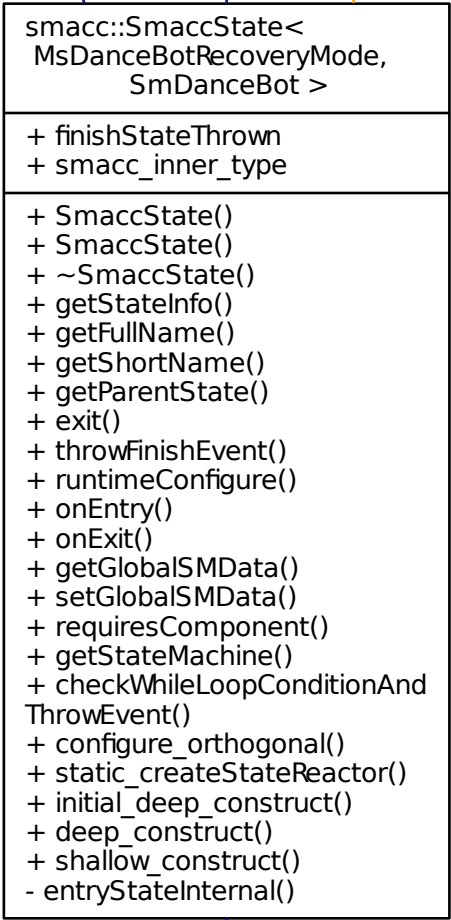 smacc::SmaccState<
MsDanceBotRecoveryMode,
SmDanceBot >
+ finishStateThrown
+ smacc_inner_type
+ SmaccState()
+ SmaccState()
+ ~SmaccState()
+ getStateInfo()
+ getFullName()
+ getShortName()
+ getParentState()
+ exit()
+ throwFinishEvent()
+ runtimeConfigure()
+ onEntry()
+ onExit()
+ getGlobalSMData()
+ setGlobalSMData()
+ requiresComponent()
+ getStateMachine()
+ checkWhileLoopConditionAnd
ThrowEvent()
+ configure_orthogonal()
+ static_createStateReactor()
+ initial_deep_construct()
+ deep_construct()
+ shallow_construct()
- entryStateInternal()